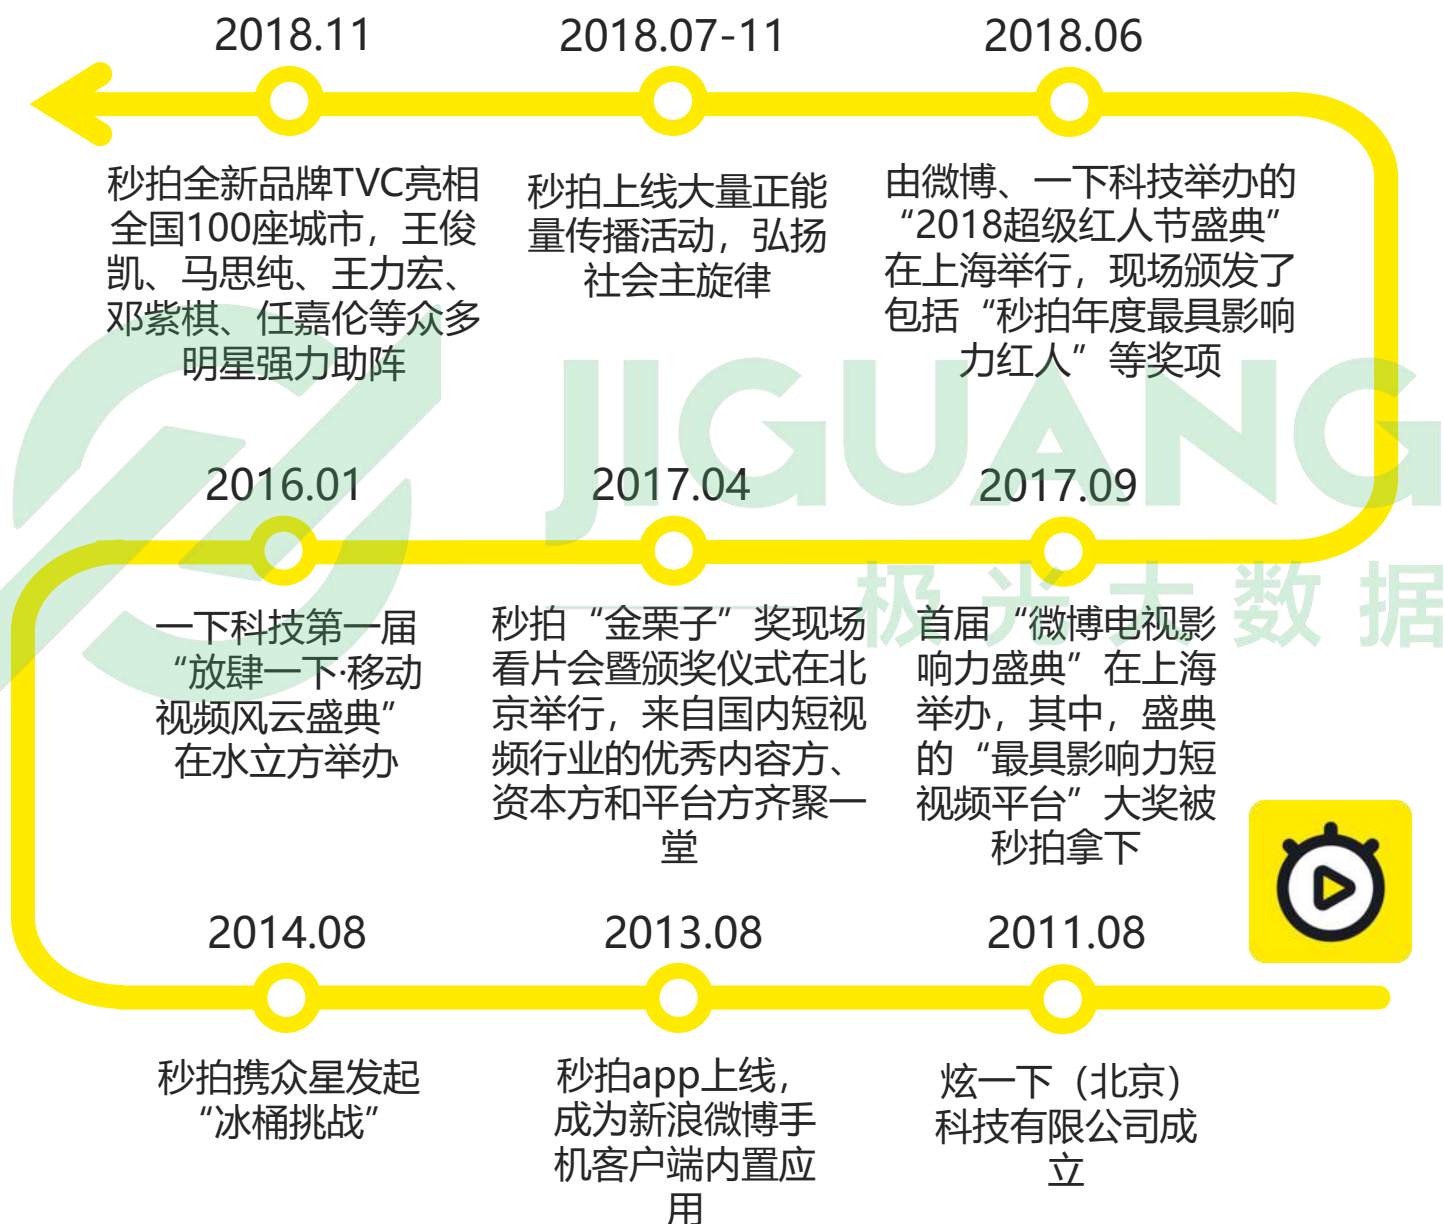 2018.11
秒拍全新品牌TVC亮相
全国100座城市，王俊
凯、马思纯、王力宏、
邓紫棋、任嘉伦等众多
明星强力助阵
2018.07-11
秒拍上线大量正能
量传播活动，弘扬
社会主旋律
2018.06
由微博、一下科技举办的
“2018超级红人节盛典”
在上海举行，现场颁发了
包括“秒拍年度最具影响
力红人”等奖项
JIGUANG
极光大数据
2016.01
一下科技第一届
“放肆一下·移动
视频风云盛典”
在水立方举办
2017.04
秒拍“金栗子”奖现场
看片会暨颁奖仪式在北
京举行，来自国内短视
频行业的优秀内容方、
资本方和平台方齐聚一
堂
2017.09
首届“微博电视影
响力盛典”在上海
举办，其中，盛典
的“最具影响力短
视频平台”大奖被
秒拍拿下
2014.08
秒拍携众星发起
“冰桶挑战”
2013.08
秒拍app上线，
成为新浪微博手
机客户端内置应
用
2011.08
炫一下（北京）
科技有限公司成
立